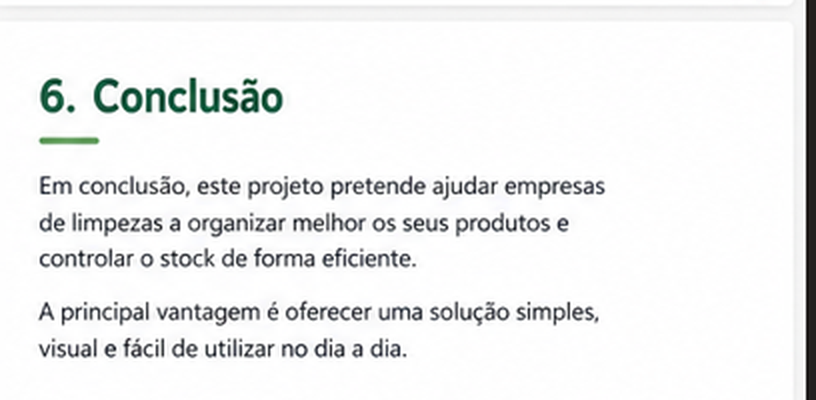 6. Conclusão
Em conclusão, este projeto pretende ajudar empresas
de limpezas a organizar melhor os seus produtos e
controlar o stock de forma eficiente.
A principal vantagem é oferecer uma solução simples,
visual e fácil de utilizar no dia a dia.